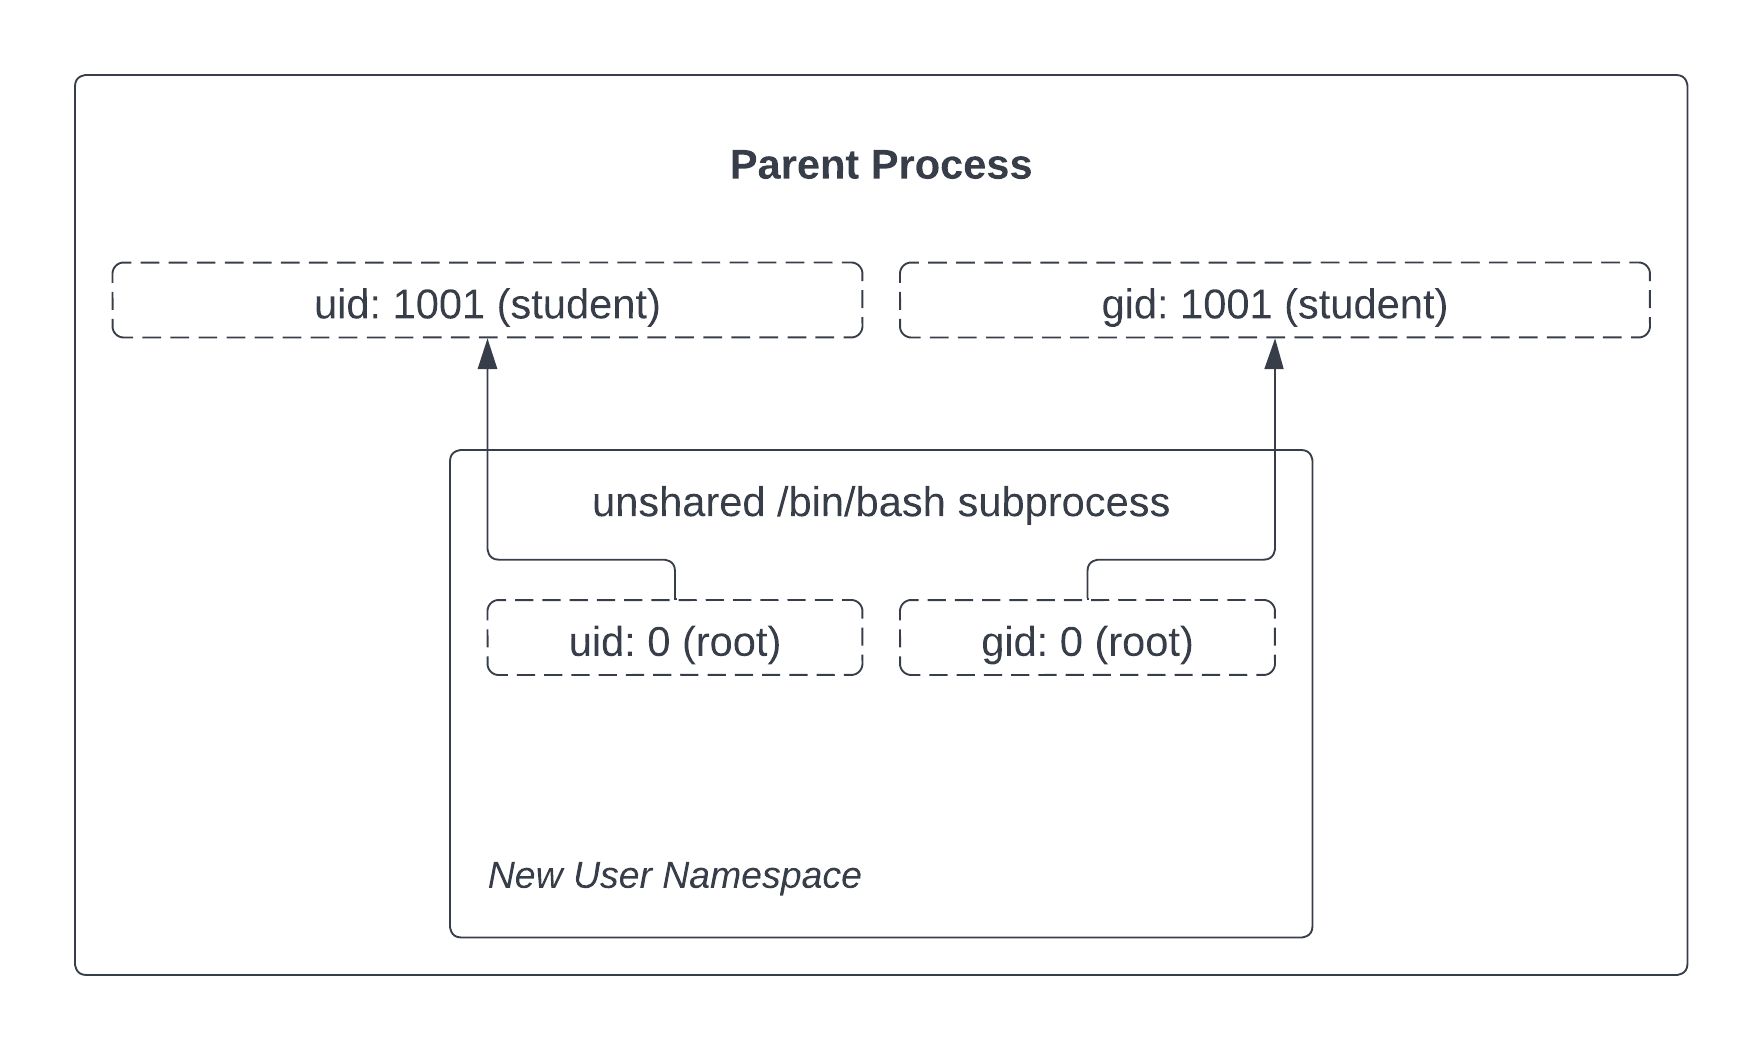 Parent Process
uid: 1001 (student)
gid: 1001 (student)
unshared /bin/bash subprocess
uid: 0 (root)
gid: 0 (root)
New User Namespace